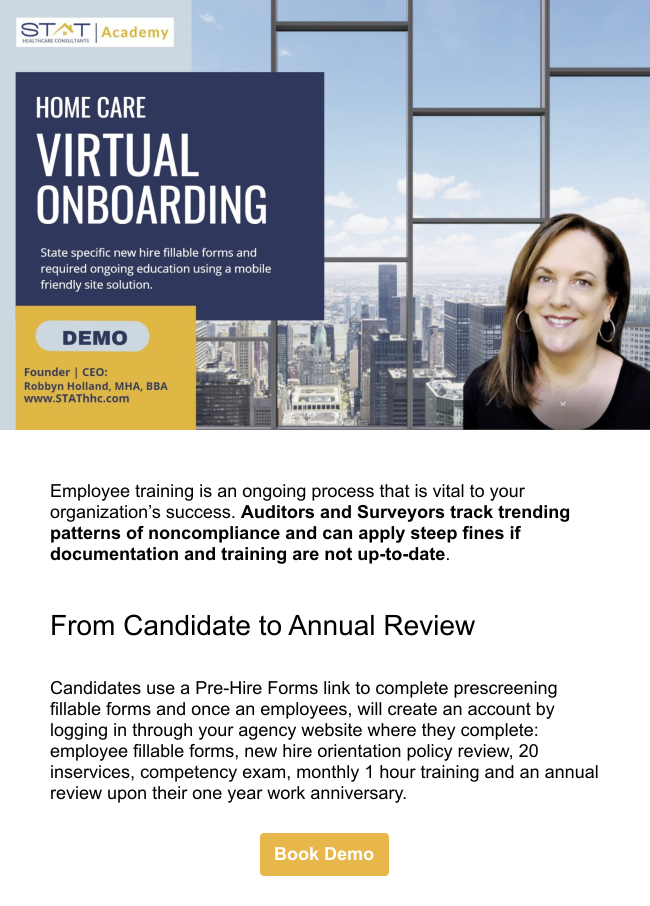 STAT
HEALTHCARE CONSULTANTS
Academy
HOME CARE
VIRTUAL
ONBOARDING
State specific new hire fillable forms and
required ongoing education using a mobile
friendly site solution.
DEMO
Founder | CEO:
Robbyn Holland, MHA, BBA
www.STAThhc.com
Employee training is an ongoing process that is vital to your
organization’s success. Auditors and Surveyors track trending
patterns of noncompliance and can apply steep fines if
documentation and training are not up-to-date.
From Candidate to Annual Review
Candidates use a Pre-Hire Forms link to complete prescreening
fillable forms and once an employees, will create an account by
logging in through your agency website where they complete:
employee fillable forms, new hire orientation policy review, 20
inservices, competency exam, monthly 1 hour training and an annual
review upon their one year work anniversary.
Book Demo